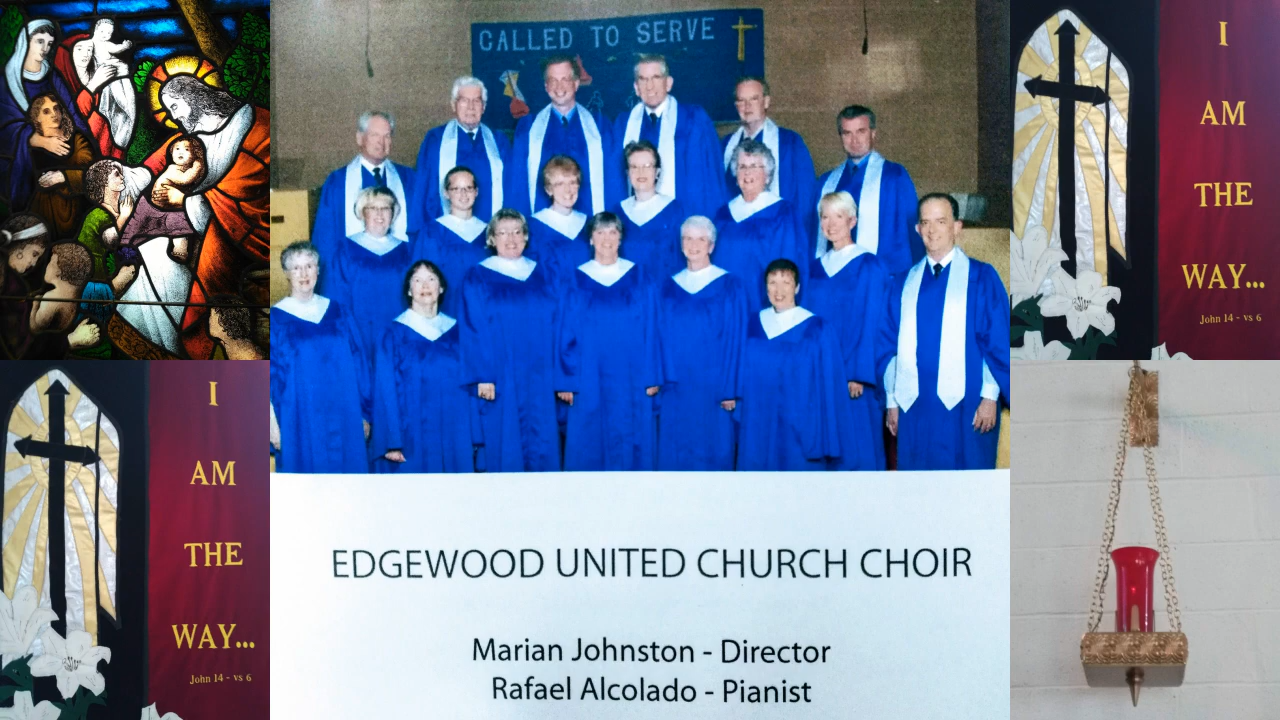 CALLED TO SERVE
I
AM
THE
WAY...
John 14 - vs 6
I
AM
THE
WAY...
John 14 - vs 6
EDGEWOOD UNITED CHURCH CHOIR
Marian Johnston - Director
Rafael Alcolado - Pianist